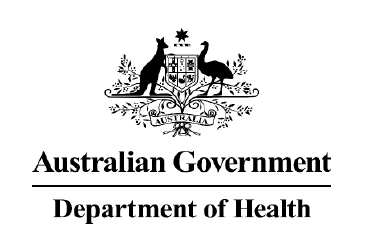 AUSTRALIA
Australian Government
Department of Health